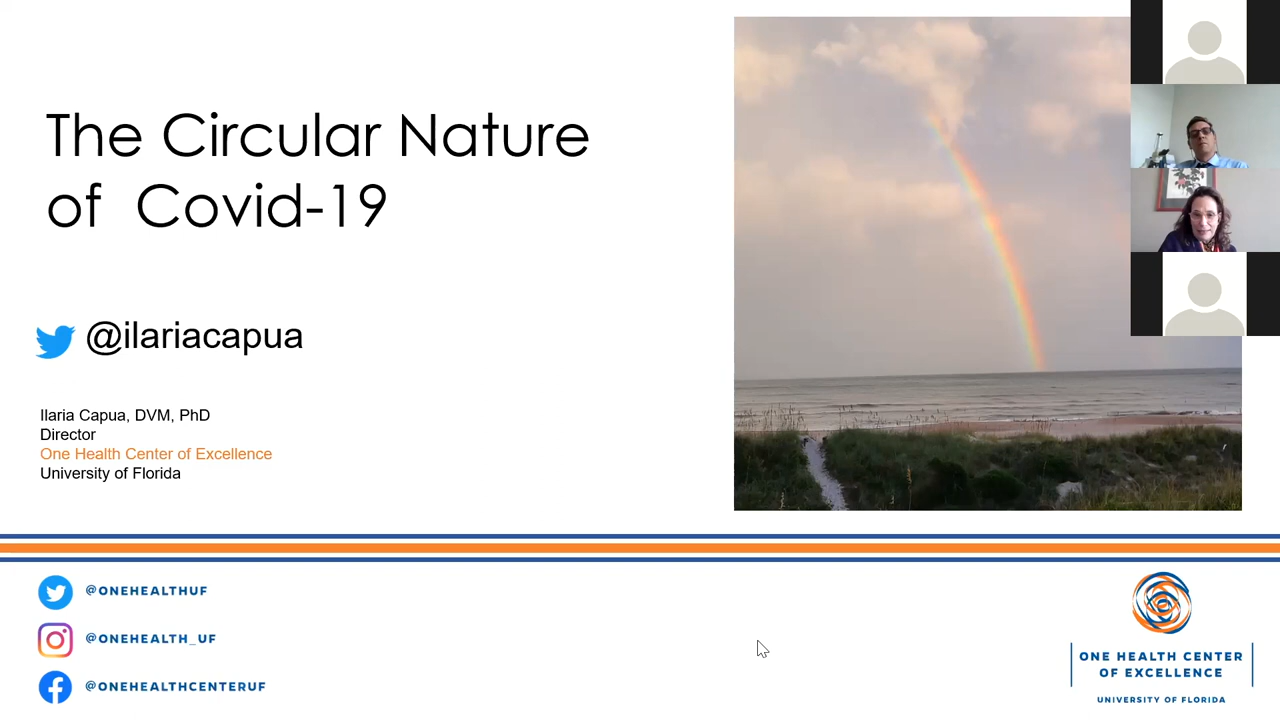 The Circular Nature
of Covid-19
@ilariacapua
Ilaria Capua, DVM, PhD
Director
One Health Center of Excellence
University of Florida
@ONEHEALTHUF
@ONEHEALTH_UF
@ONEHEALTHCENTERUF
ONE HEALTH CENTER
OF EXCELLENCE
UNIVERSITY OF FLORIDA